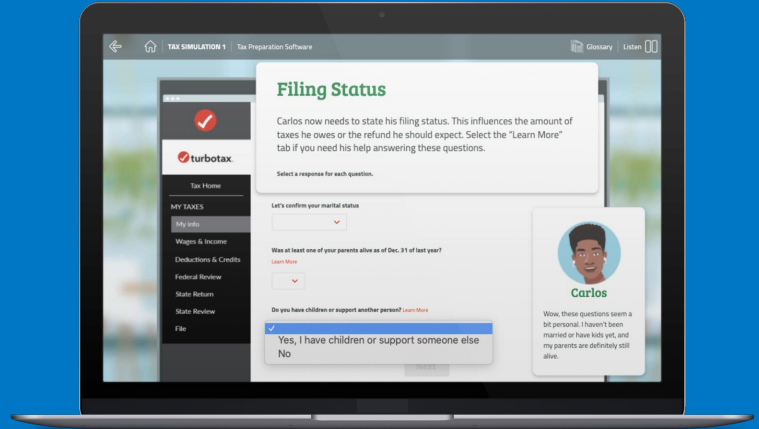 TAX SIMULATION 1 Tax Preparation Software
Glossary Listen
Filing Status
Carlos now needs to state his filing status. This influences the amount of
taxes he owes or the refund he should expect. Select the "Learn More"
tab if you need his help answering these questions.
Select a response for each question.
turbotax.
Tax Home
MY TAXES
My Info
Wages & Income
Deductions & Credits
Federal Review
State Return
State Review
File
Let's confirm your marital status
Was at least one of your parents alive as of Dec. 31 of last year?
Learn More
Do you have children or support another person? Learn More
Yes, I have children or support someone else
No
Carlos
Wow, these questions seem a
bit personal. I haven't been
married or have kids yet, and
my parents are definitely still
alive.